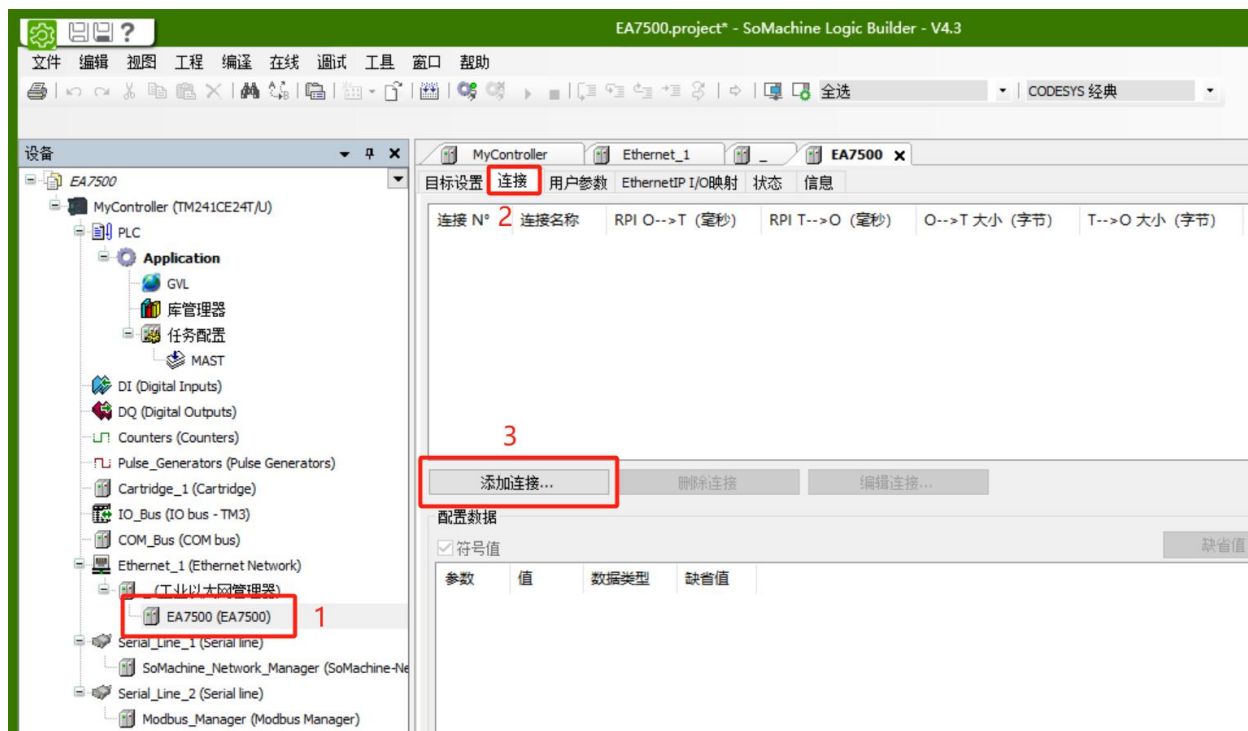 EA7500.project* - SoMachine Logic Builder - V4.3
文件 编辑 视图 工程 编译 在线 调试 工具 窗口 帮助
全选 CODESYS 经典
设备
MyController Ethernet_1 _ EA7500
EA7500
目标设置 连接 用户参数 EthernetIP I/O映射 状态 信息
MyController (TM241CE24T/U)
连接 N° 2 连接名称 RPI O-->T (毫秒) RPI T-->O (毫秒) O-->T 大小 (字节) T-->O 大小 (字节)
PLC
Application
GVL
库管理器
任务配置
MAST
DI (Digital Inputs)
DQ (Digital Outputs)
Counters (Counters)
3
Pulse_Generators (Pulse Generators)
Cartridge_1 (Cartridge)
添加连接... 删除连接 编辑连接...
IO_Bus (IO bus - TM3)
配置数据
COM_Bus (COM bus)
符号值 缺省值
Ethernet_1 (Ethernet Network)
参数 值 数据类型 缺省值
_ (工业以太网管理器)
EA7500 (EA7500) 1
Serial_Line_1 (Serial line)
SoMachine_Network_Manager (SoMachine-Ne
Serial_Line_2 (Serial line)
Modbus_Manager (Modbus Manager)